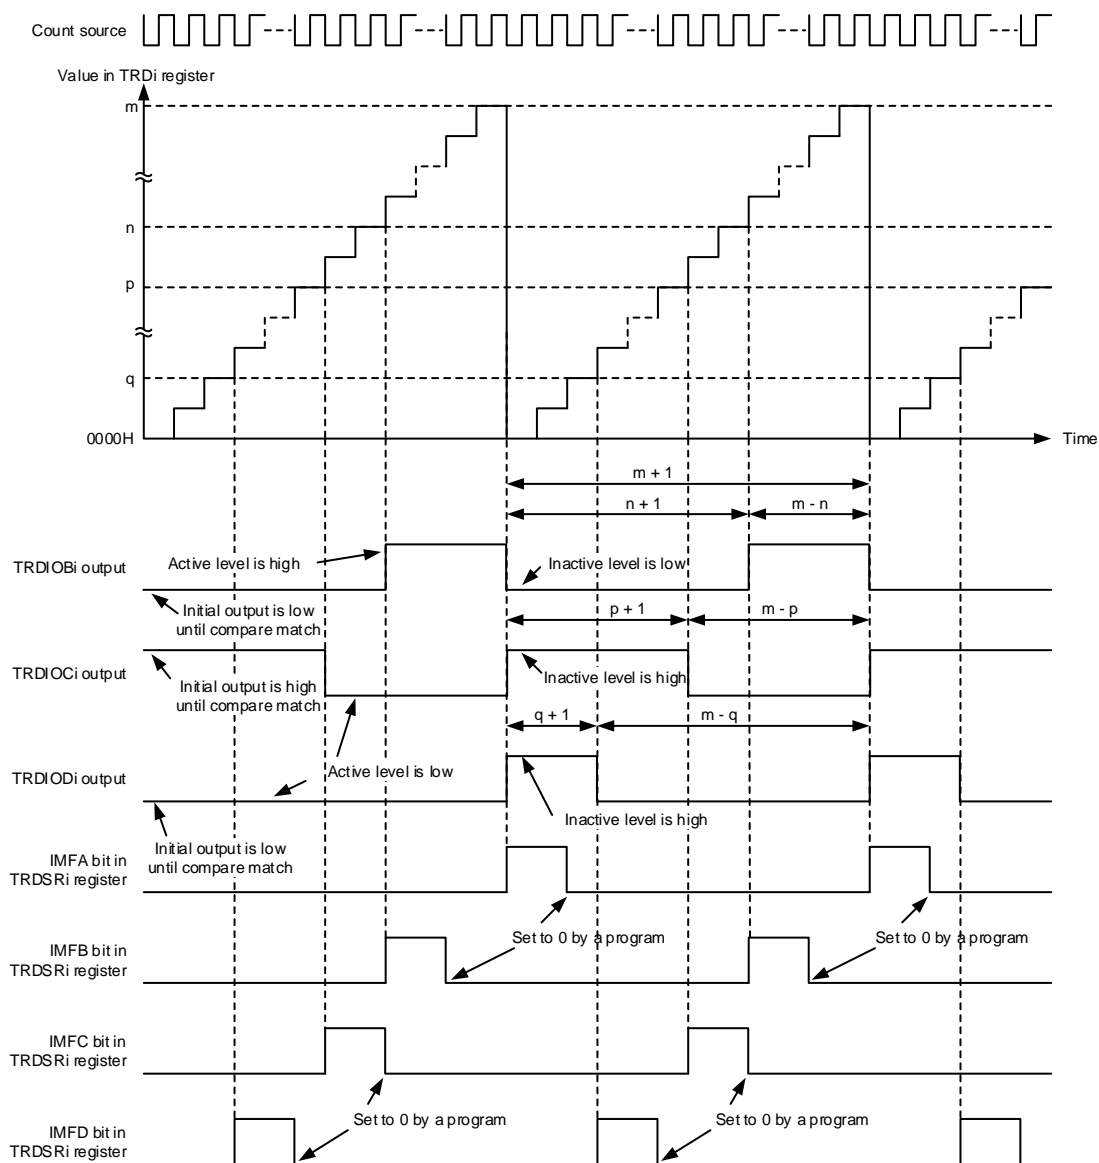 Count source
Value in TRDi register
m
n
p
q
0000H
Time
m + 1
n + 1
m - n
Active level is high
Inactive level is low
TRDIOBi output
Initial output is low
until compare match
p + 1
m - p
TRDIOCi output
Initial output is high
until compare match
Inactive level is high
q + 1
m - q
TRDIODi output
Active level is low
Inactive level is high
Initial output is low
until compare match
IMFA bit in
TRDSRi register
Set to 0 by a program
Set to 0 by a program
IMFB bit in
TRDSRi register
IMFC bit in
TRDSRi register
Set to 0 by a program
Set to 0 by a program
IMFD bit in
TRDSRi register